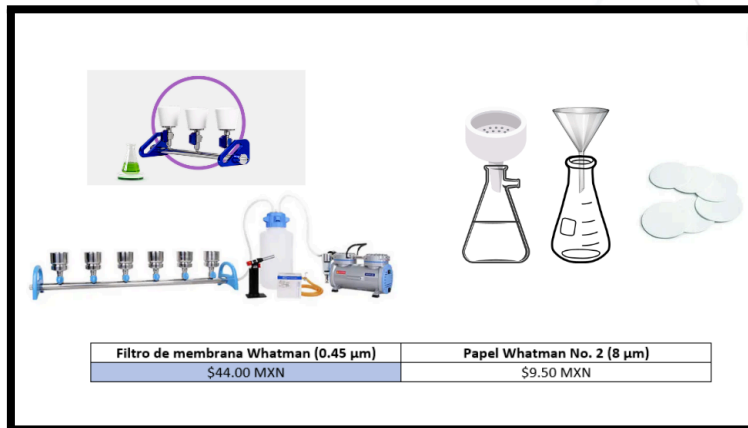 Filtro de membrana Whatman (0.45 µm) Papel Whatman No. 2 (8 µm)
$44.00 MXN $9.50 MXN